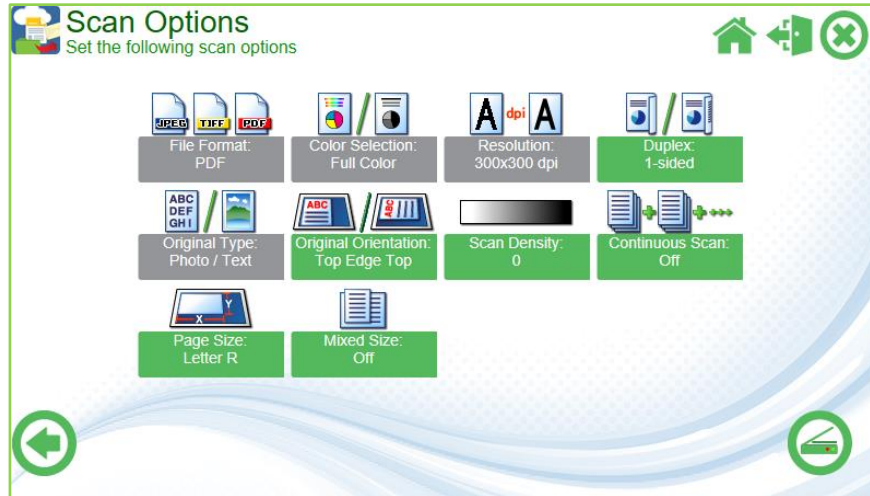 Scan Options
Set the following scan options
JPEG TIFF PDF
A dpi A
File Format:
PDF
Color Selection:
Full Color
Resolution:
300x300 dpi
Duplex:
1-sided
ABC
DEF
GHI
ABC
ABC
Original Type:
Photo / Text
Original Orientation:
Top Edge Top
Scan Density:
0
Continuous Scan:
Off
Y
X
Page Size:
Letter R
Mixed Size:
Off